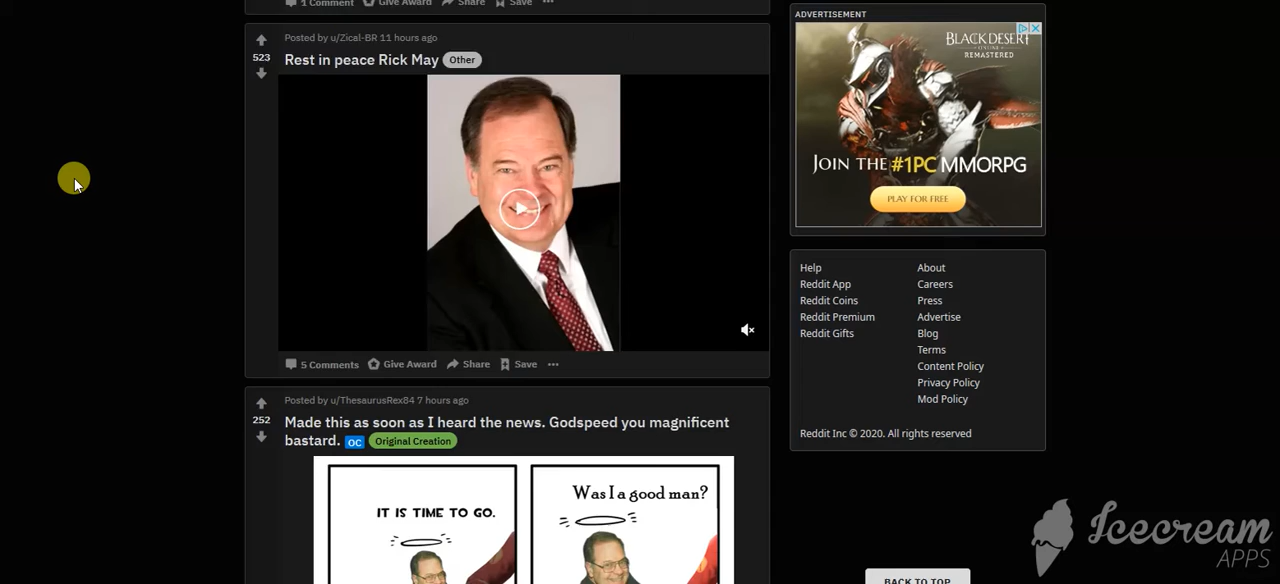 1 Comment Give Award Share Save
Posted by u/Zical-BR 11 hours ago
523
Rest in peace Rick May Other
5 Comments Give Award Share Save
Posted by u/ThesaurusRex84 7 hours ago
252
Made this as soon as I heard the news. Godspeed you magnificent
bastard. OC Original Creation
IT IS TIME TO GO.
Was I a good man?
ADVERTISEMENT
BLACK DESERT
ONLINE
REMASTERED
JOIN THE #1PC MMORPG
PLAY FOR FREE
Help About
Reddit App Careers
Reddit Coins Press
Reddit Premium Advertise
Reddit Gifts Blog
Terms
Content Policy
Privacy Policy
Mod Policy
Reddit Inc © 2020. All rights reserved
BACK TO TOP
Icecream
APPS